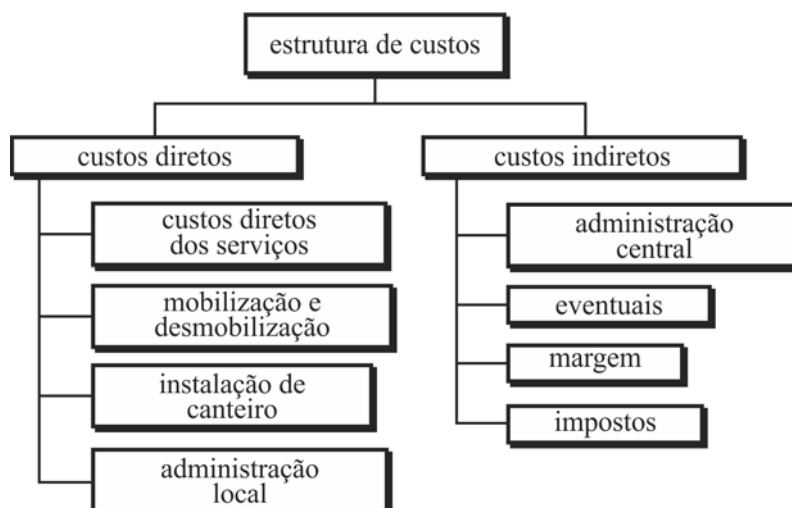 estrutura de custos
custos diretos
custos diretos
dos serviços
mobilização e
desmobilização
instalação de
canteiro
administração
local
custos indiretos
administração
central
eventuais
margem
impostos